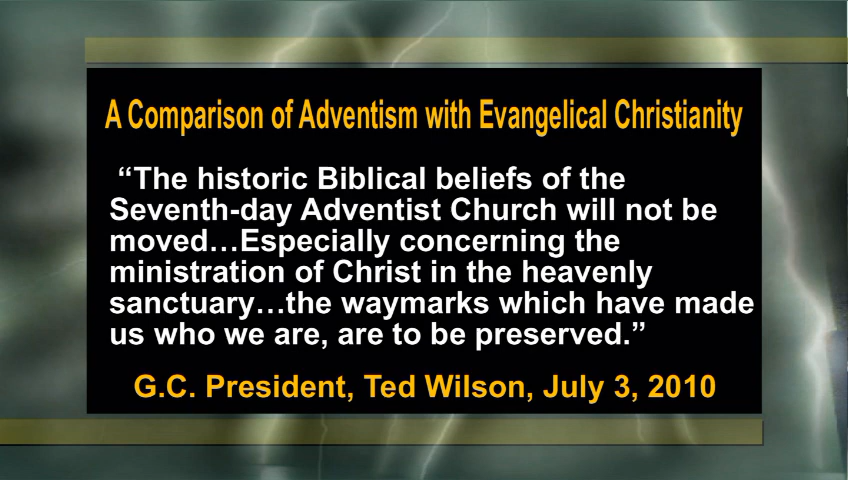 A Comparison of Adventism with Evangelical Christianity
“The historic Biblical beliefs of the
Seventh-day Adventist Church will not be
moved…Especially concerning the
ministration of Christ in the heavenly
sanctuary…the waymarks which have made
us who we are, are to be preserved.”
G.C. President, Ted Wilson, July 3, 2010